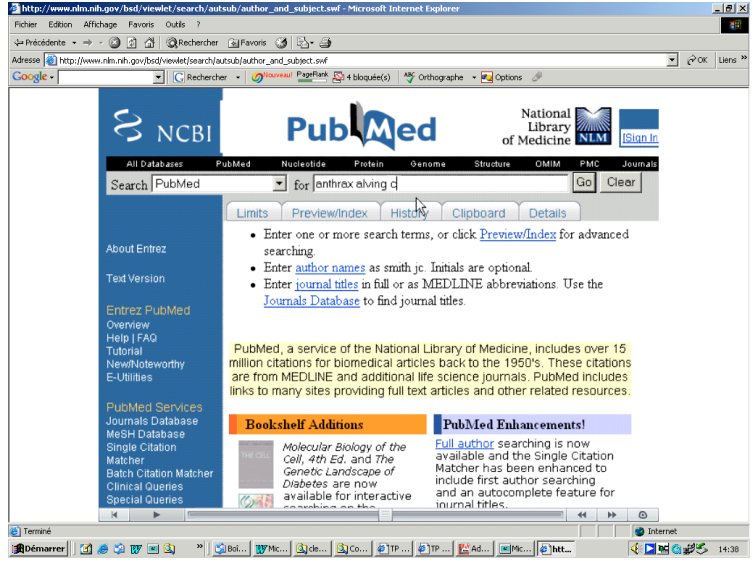 http://www.nlm.nih.gov/bsd/viewlet/search/autsub/author_and_subject.swf - Microsoft Internet Explorer
Fichier Edition Affichage Favoris Outils ?
Précédente Rechercher Favoris
Adresse http://www.nlm.nih.gov/bsd/viewlet/search/autsub/author_and_subject.swf OK Liens »
Google Rechercher Nouveau! PageRank 4 bloquée(s) Orthographe Options
NCBI PubMed National
Library
of Medicine NLM [Sign In
All Databases PubMed Nucleotide Protein Genome Structure OMIM PMC Journals
Search PubMed for anthrax alving c Go Clear
Limits Preview/Index History Clipboard Details
• Enter one or more search terms, or click Preview/Index for advanced
searching.
• Enter author names as smith jc. Initials are optional.
• Enter journal titles in full or as MEDLINE abbreviations. Use the
Journals Database to find journal titles.
About Entrez
Text Version
Entrez PubMed
Overview
Help | FAQ
Tutorial
New/Noteworthy
E-Utilities
PubMed Services
Journals Database
MeSH Database
Single Citation
Matcher
Batch Citation Matcher
Clinical Queries
Special Queries
PubMed, a service of the National Library of Medicine, includes over 15
million citations for biomedical articles back to the 1950's. These citations
are from MEDLINE and additional life science journals. PubMed includes
links to many sites providing full text articles and other related resources.
Bookshelf Additions
THE CELL
Molecular Biology of the
Cell, 4th Ed. and The
Genetic Landscape of
Diabetes are now
available for interactive
searching on the
PubMed Enhancements!
Full author searching is now
available and the Single Citation
Matcher has been enhanced to
include first author searching
and an autocomplete feature for
journal titles.
Terminé Internet
Démarrer » Boi... Mic... cle... Co... TP ... TP ... Ad... Mic... htt... 14:38